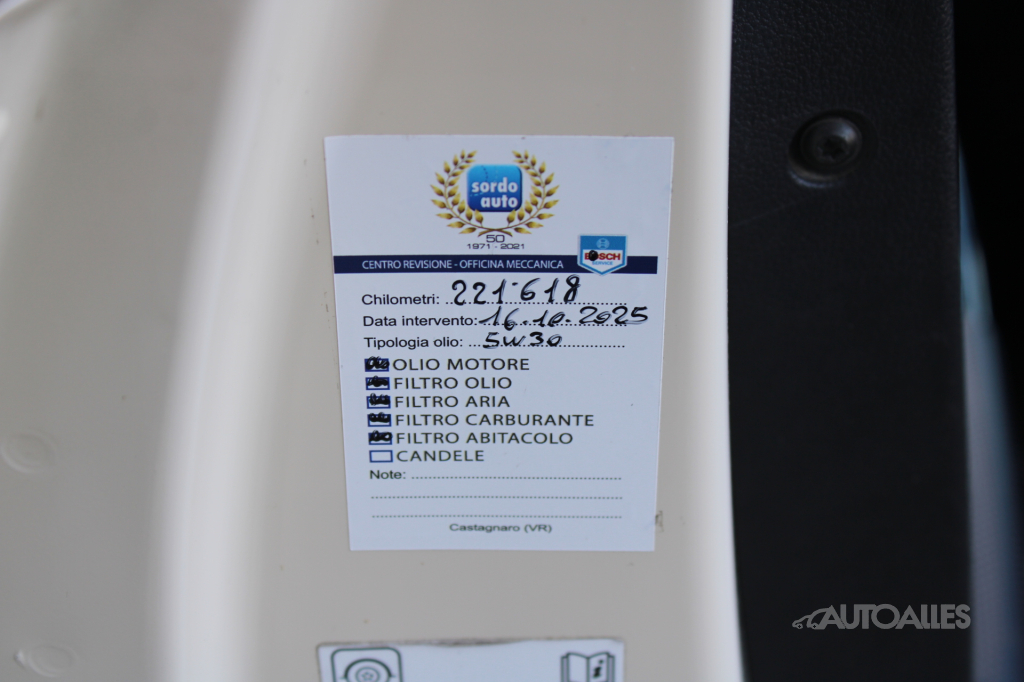 sordo
auto
50
1971 - 2021
CENTRO REVISIONE - OFFICINA MECCANICA
BOSCH
SERVICE
Chilometri: 221.618
Data intervento: 16.10.2025
Tipologia olio: 5W30
OLIO MOTORE
FILTRO OLIO
FILTRO ARIA
FILTRO CARBURANTE
FILTRO ABITACOLO
CANDELE
Note:
Castagnaro (VR)
i
AUTOALLES